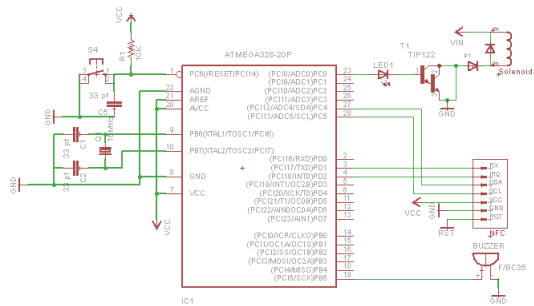 VCC
VIN
S4
R1
10K
ATMEGA328-20P
T1
TIP122
LED1
Solenoid
33 pf
C5
GND
1
22
21
20
9
10
8
7
PC6(/RESET/PCI14)
AGND
AREF
AVCC
PB6(XTAL1/TOSC1/PCI6)
PB7(XTAL2/TOSC2/PCI7)
GND
VCC
(PCI8/ADC0)PC0
(PCI9/ADC1)PC1
(PCI10/ADC2)PC2
(PCI11/ADC3)PC3
(PCI12/ADC4/SDA)PC4
(PCI13/ADC5/SCL)PC5
23
24
25
26
27
28
GND
33 pf
C1
16MHz
33 pf
C2
GND
VCC
(PCI16/RXD)PD0
(PCI17/TXD)PD1
(PCI18/INT0)PD2
(PCI19/INT1/OC2B)PD3
(PCI20/XCK/T0)PD4
(PCI21/T1/OC0B)PD5
(PCI22/AIN0/OC0A)PD6
(PCI23/AIN1)PD7
2
3
4
5
6
11
12
13
VCC
GND
RST
NFC
(PCI0/ICP/CLKO)PB0
(PCI1/OC1A)PB1
(PCI2/SS/OC1B)PB2
(PCI3/MOSI/OC2A)PB3
(PCI4/MISO)PB4
(PCI5/SCK)PB5
14
15
16
17
18
19
BUZZER
F/BC35
GND
IC1